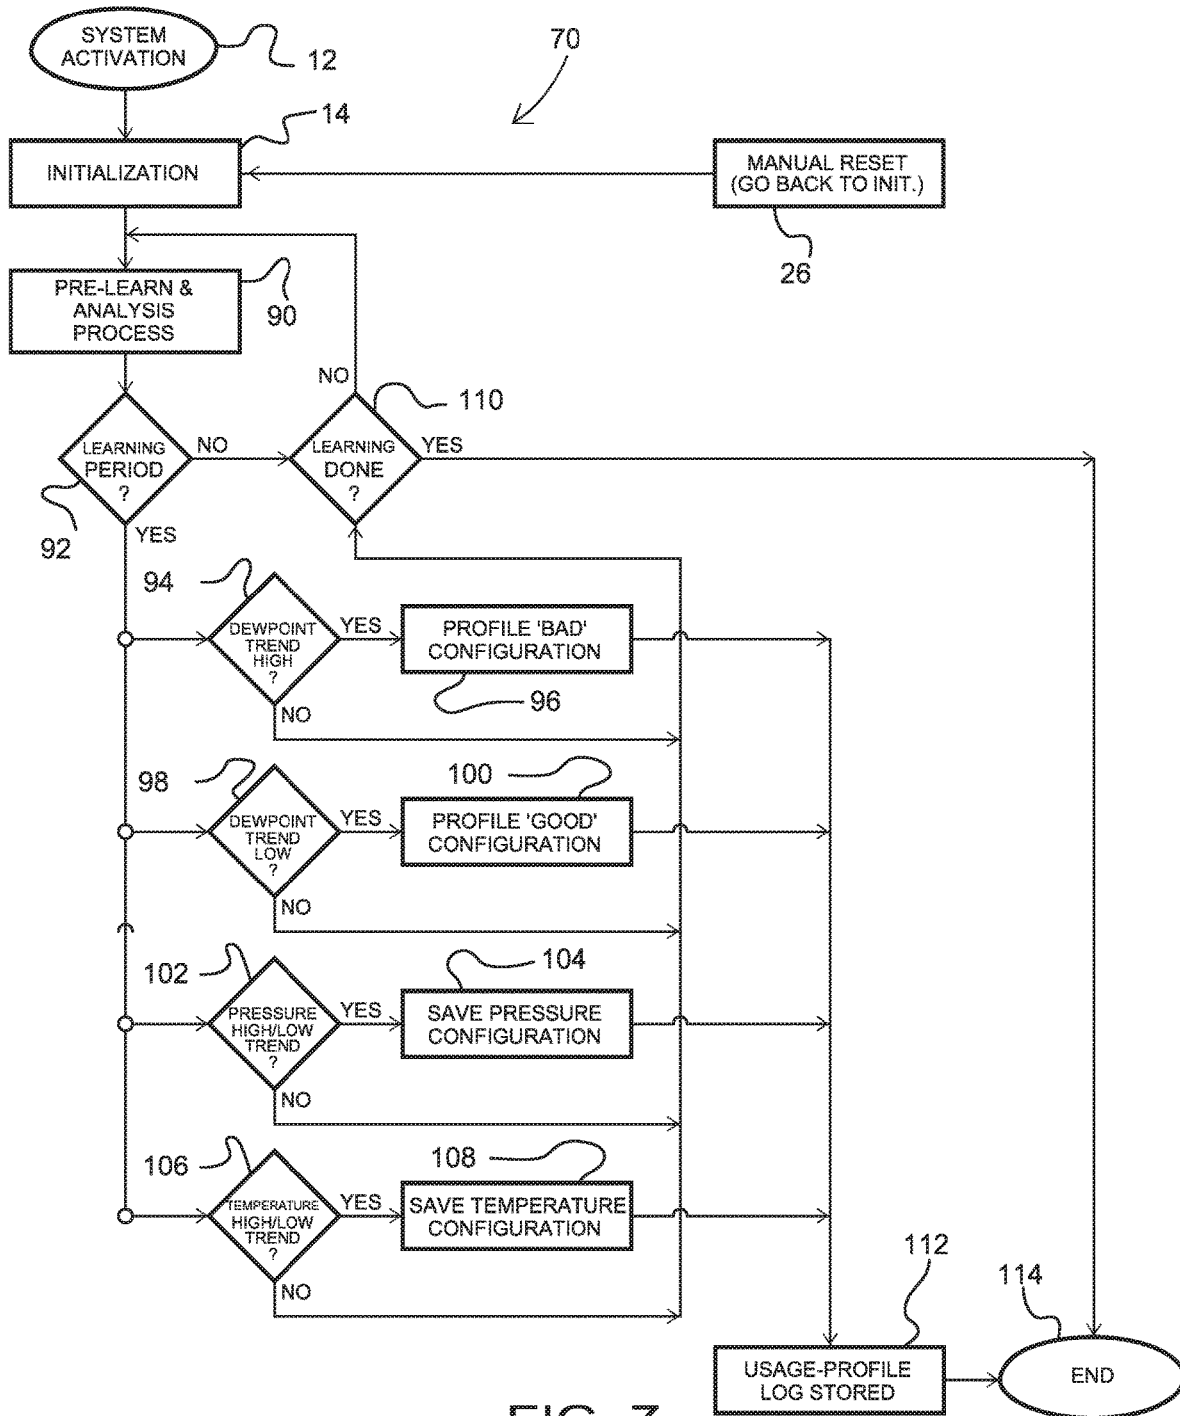 SYSTEM
ACTIVATION
12
70
14
INITIALIZATION
MANUAL RESET
(GO BACK TO INIT.)
26
PRE-LEARN &
ANALYSIS
PROCESS
90
NO
110
LEARNING
PERIOD
?
NO
LEARNING
DONE
?
YES
92
YES
94
DEWPOINT
TREND
HIGH
?
YES
PROFILE 'BAD'
CONFIGURATION
96
NO
98
100
DEWPOINT
TREND
LOW
?
YES
PROFILE 'GOOD'
CONFIGURATION
NO
102
104
PRESSURE
HIGH/LOW
TREND
?
YES
SAVE PRESSURE
CONFIGURATION
NO
106
108
TEMPERATURE
HIGH/LOW
TREND
?
YES
SAVE TEMPERATURE
CONFIGURATION
NO
112
114
USAGE-PROFILE
LOG STORED
END